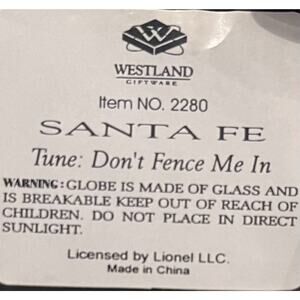 WESTLAND
GIFTWARE
Item NO. 2280
SANTA FE
Tune: Don't Fence Me In
WARNING: GLOBE IS MADE OF GLASS AND
IS BREAKABLE KEEP OUT OF REACH OF
CHILDREN. DO NOT PLACE IN DIRECT
SUNLIGHT.
Licensed by Lionel LLC.
Made in China